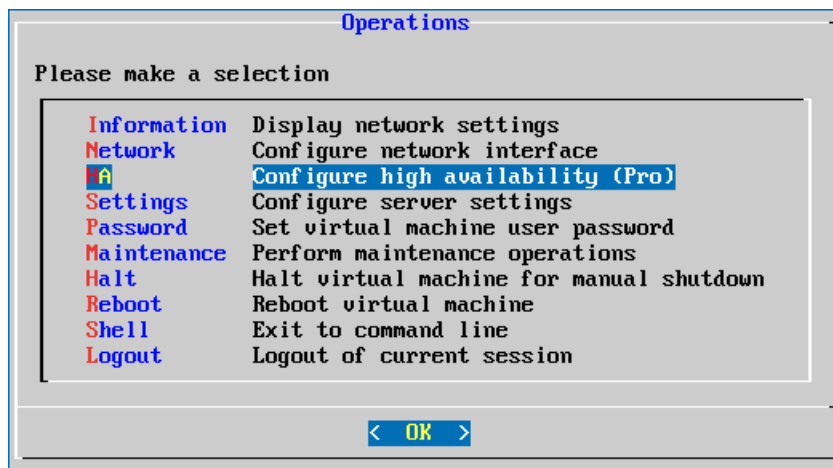 Operations
Please make a selection
Information Display network settings
Network Configure network interface
HA Configure high availability (Pro)
Settings Configure server settings
Password Set virtual machine user password
Maintenance Perform maintenance operations
Halt Halt virtual machine for manual shutdown
Reboot Reboot virtual machine
Shell Exit to command line
Logout Logout of current session
< OK >